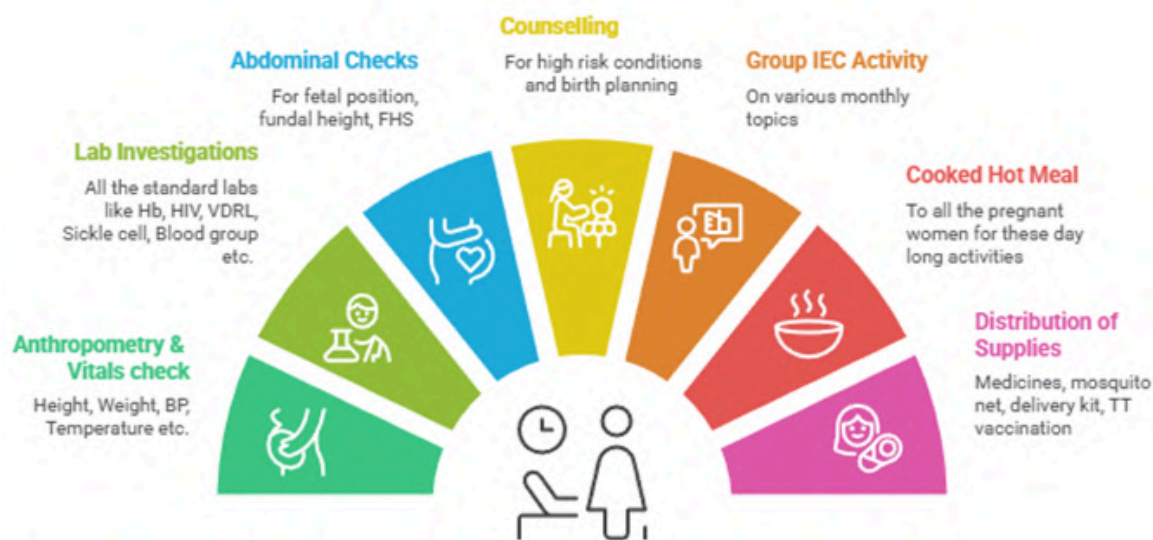 Anthropometry &
Vitals check
Height, Weight, BP,
Temperature etc.
Lab Investigations
All the standard labs
like Hb, HIV, VDRL,
Sickle cell, Blood group
etc.
Abdominal Checks
For fetal position,
fundal height, FHS
Counselling
For high risk conditions
and birth planning
Group IEC Activity
On various monthly
topics
Cooked Hot Meal
To all the pregnant
women for these day
long activities
Distribution of
Supplies
Medicines, mosquito
net, delivery kit, TT
vaccination